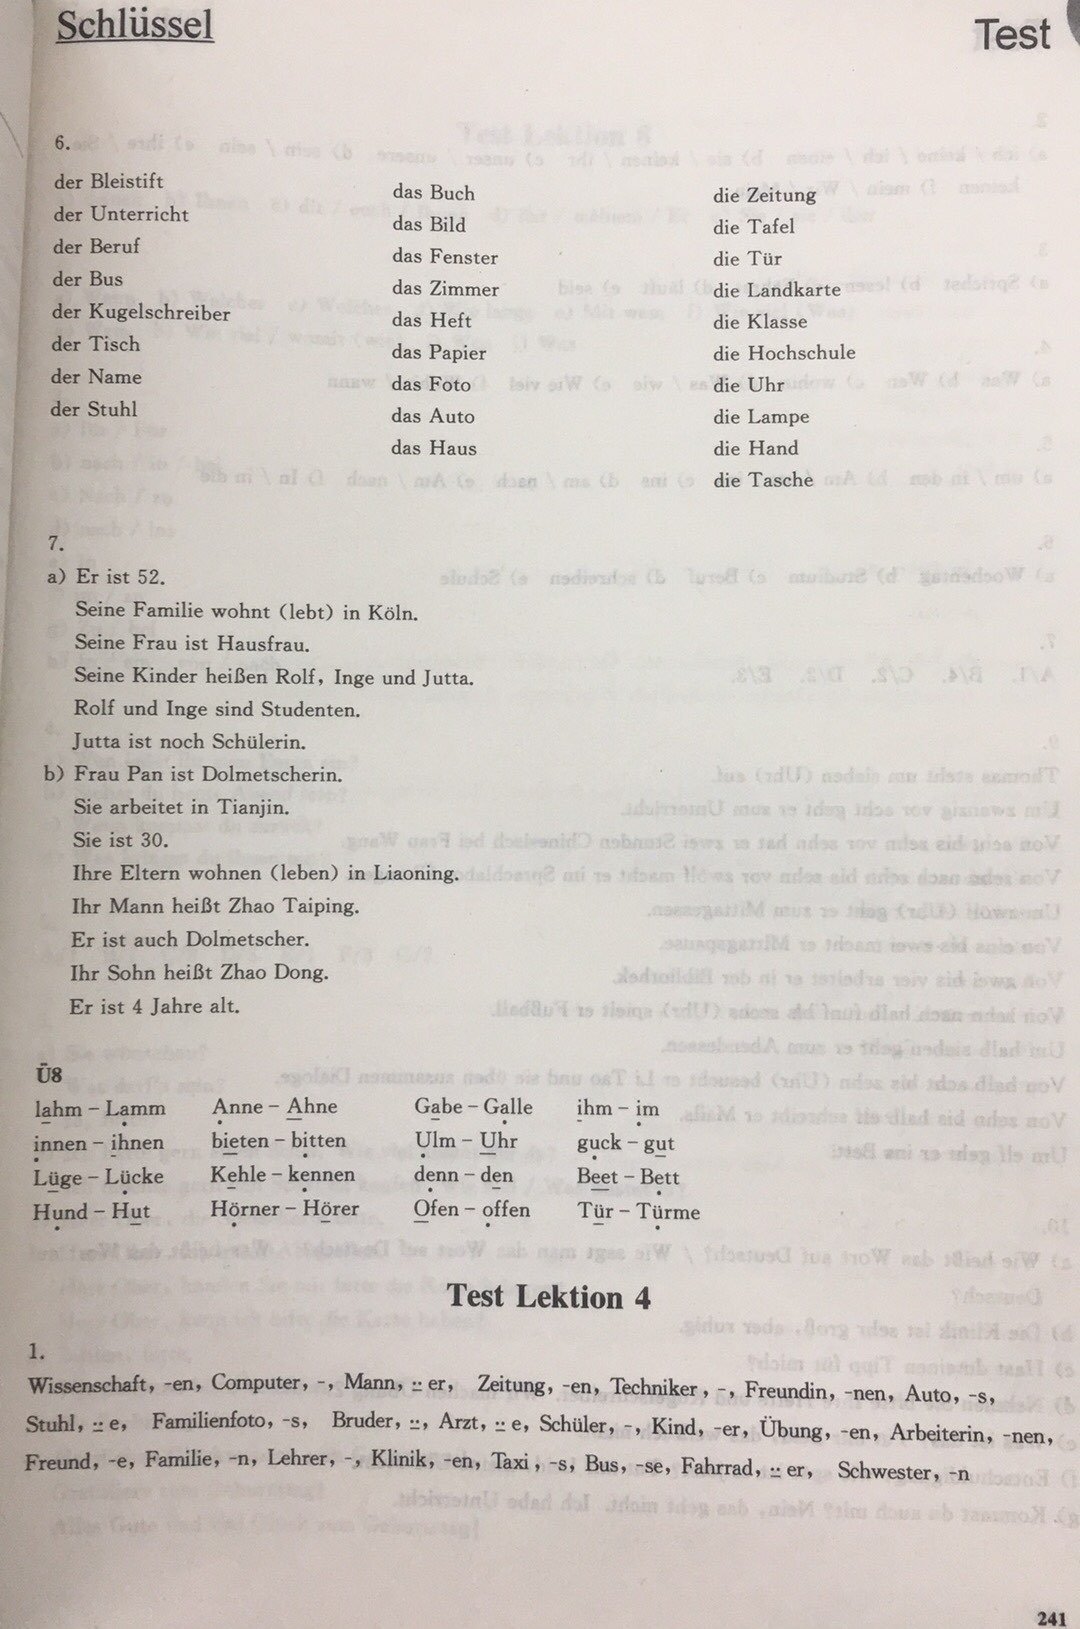 Schlüssel
Test
6.
der Bleistift
der Unterricht
der Beruf
der Bus
der Kugelschreiber
der Tisch
der Name
der Stuhl
das Buch
das Bild
das Fenster
das Zimmer
das Heft
das Papier
das Foto
das Auto
das Haus
die Zeitung
die Tafel
die Tür
die Landkarte
die Klasse
die Hochschule
die Uhr
die Lampe
die Hand
die Tasche
7.
a) Er ist 52.
Seine Familie wohnt (lebt) in Köln.
Seine Frau ist Hausfrau.
Seine Kinder heißen Rolf, Inge und Jutta.
Rolf und Inge sind Studenten.
Jutta ist noch Schülerin.
b) Frau Pan ist Dolmetscherin.
Sie arbeitet in Tianjin.
Sie ist 30.
Ihre Eltern wohnen (leben) in Liaoning.
Ihr Mann heißt Zhao Taiping.
Er ist auch Dolmetscher.
Ihr Sohn heißt Zhao Dong.
Er ist 4 Jahre alt.
Ü8
lahm – Lamm Anne – Ahne Gabe – Galle ihm – im
innen – ihnen bieten – bitten Ulm – Uhr guck – gut
Lüge – Lücke Kehle – kennen denn – den Beet – Bett
Hund – Hut Hörner – Hörer Ofen – offen Tür – Türme
Test Lektion 4
1.
Wissenschaft, -en, Computer, -, Mann, ¨er, Zeitung, -en, Techniker, -, Freundin, -nen, Auto, -s,
Stuhl, ¨e, Familienfoto, -s, Bruder, ¨, Arzt, ¨e, Schüler, -, Kind, -er, Übung, -en, Arbeiterin, -nen,
Freund, -e, Familie, -n, Lehrer, -, Klinik, -en, Taxi, -s, Bus, -se, Fahrrad, ¨er, Schwester, -n
241